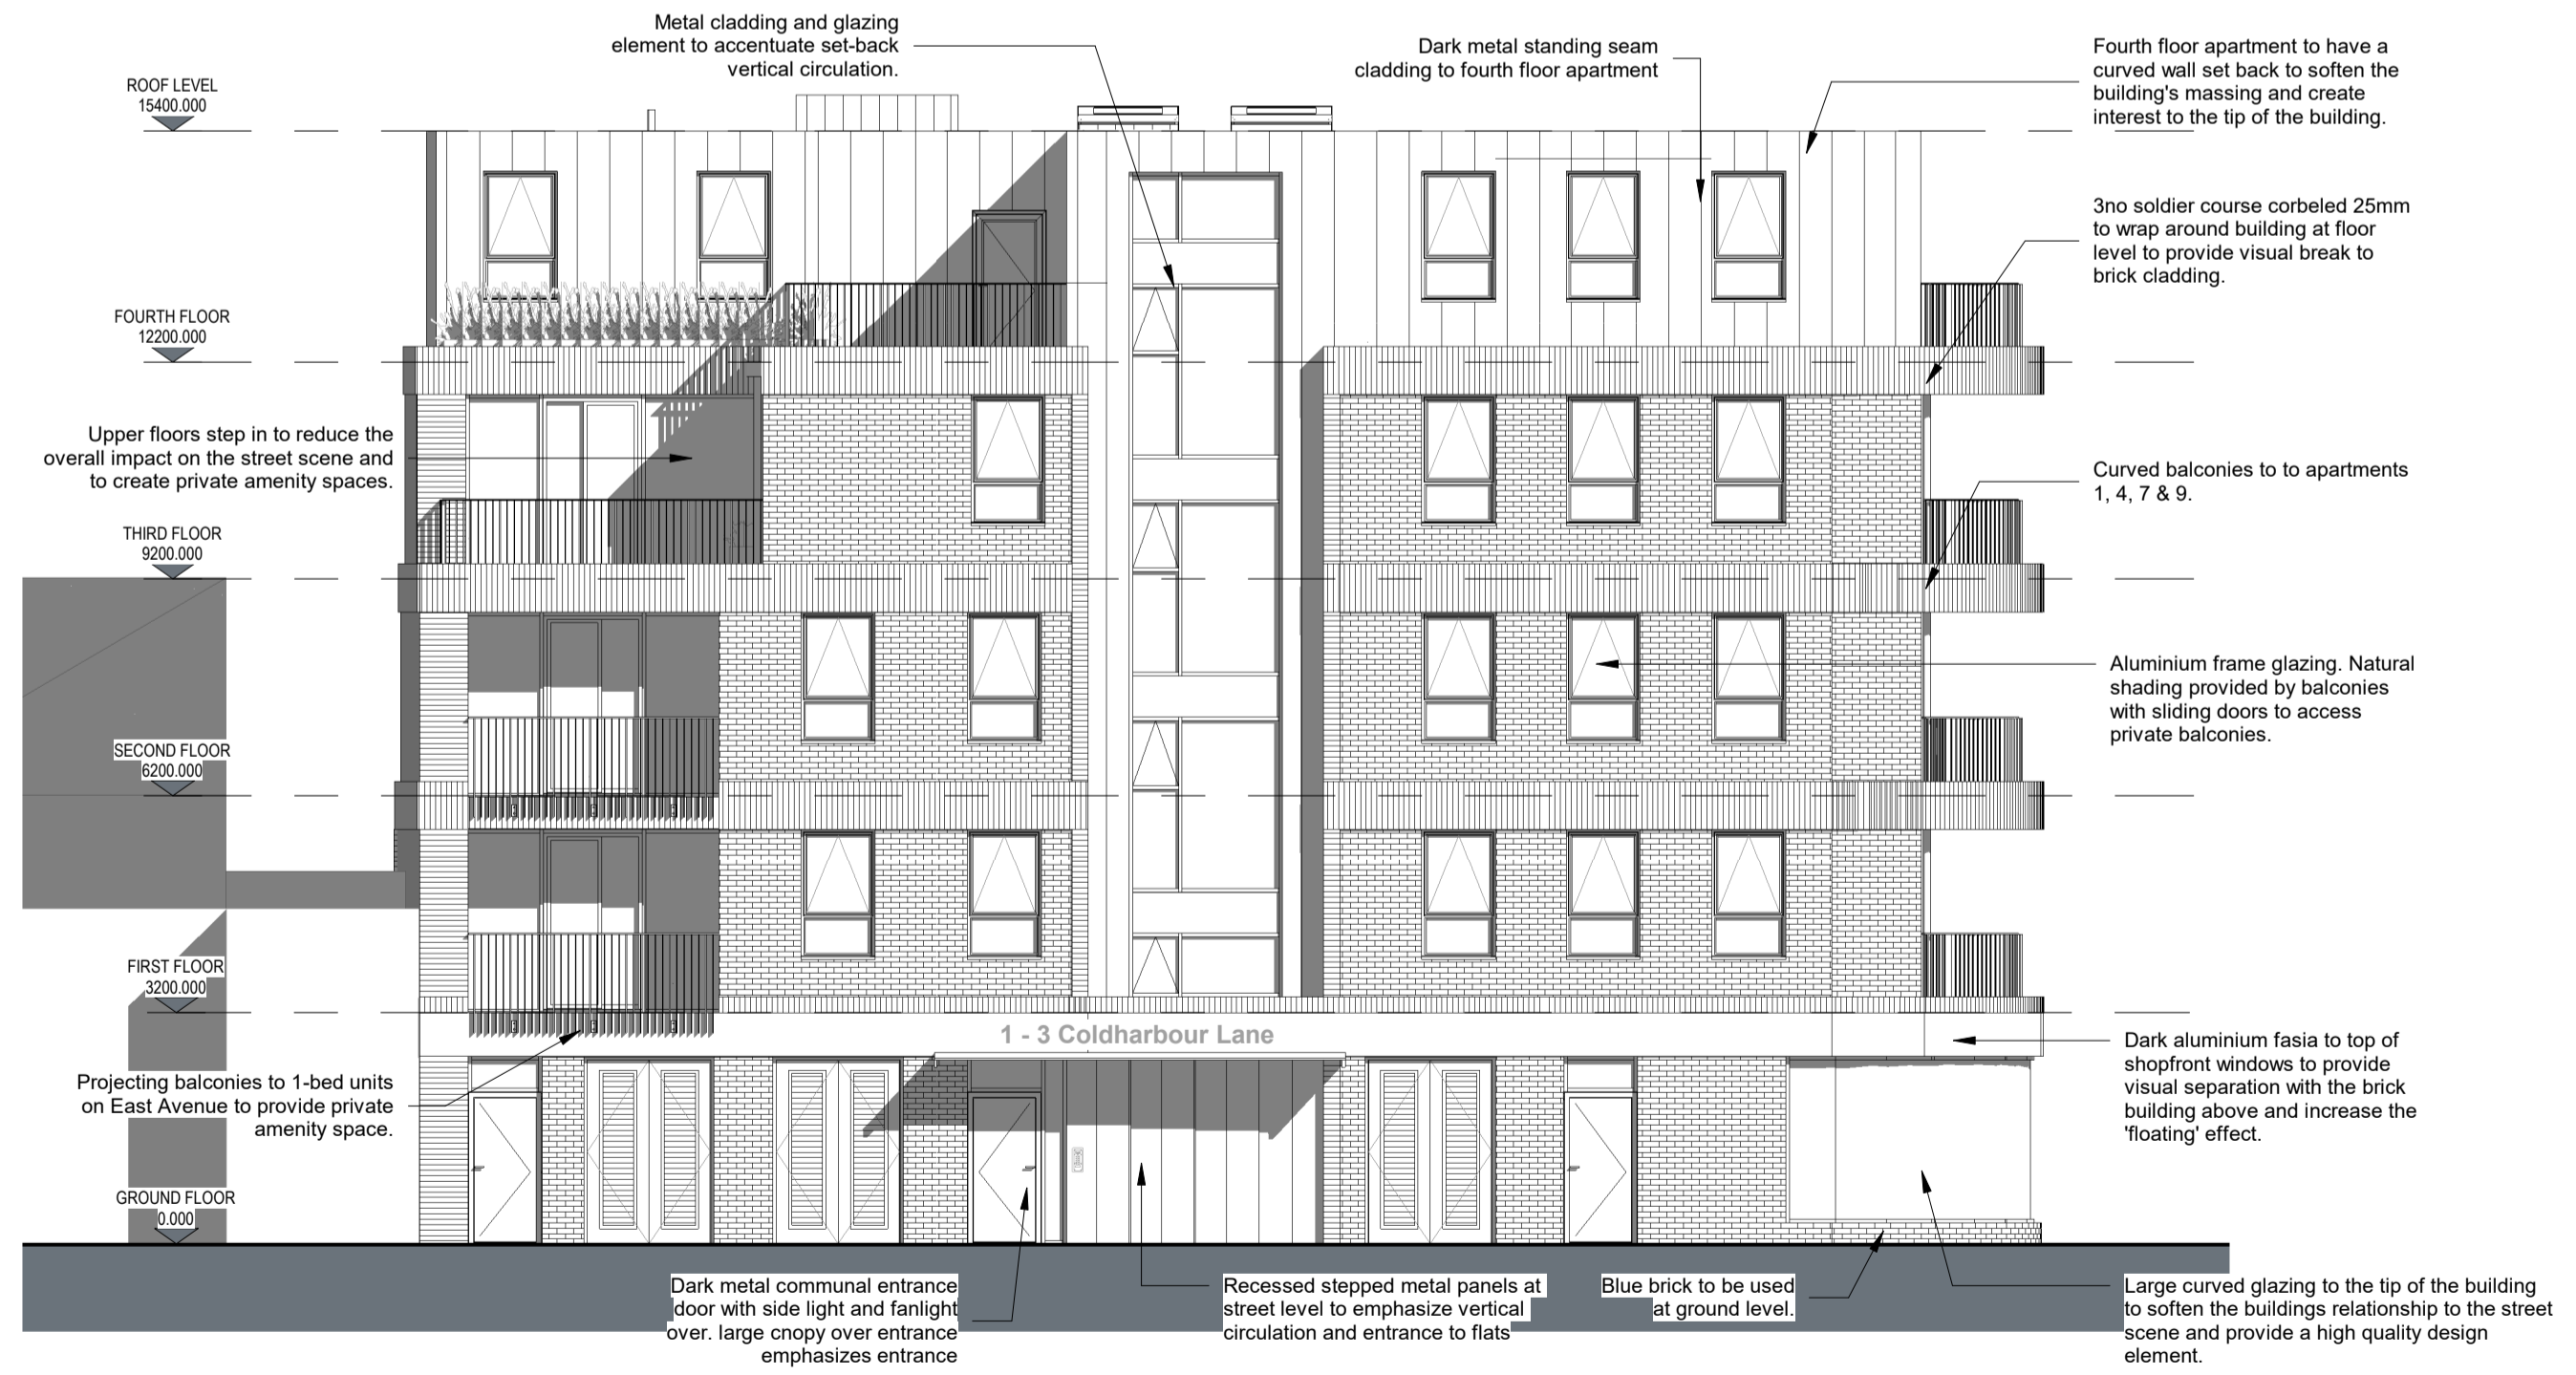 Metal cladding and glazing
element to accentuate set-back
vertical circulation.
Dark metal standing seam
cladding to fourth floor apartment
Fourth floor apartment to have a
curved wall set back to soften the
building's massing and create
interest to the tip of the building.
ROOF LEVEL
15400.000
3no soldier course corbeled 25mm
to wrap around building at floor
level to provide visual break to
brick cladding.
FOURTH FLOOR
12200.000
Upper floors step in to reduce the
overall impact on the street scene and
to create private amenity spaces.
Curved balconies to to apartments
1, 4, 7 & 9.
THIRD FLOOR
9200.000
Aluminium frame glazing. Natural
shading provided by balconies
with sliding doors to access
private balconies.
SECOND FLOOR
6200.000
FIRST FLOOR
3200.000
1 - 3 Coldharbour Lane
Dark aluminium fasia to top of
shopfront windows to provide
visual separation with the brick
building above and increase the
'floating' effect.
Projecting balconies to 1-bed units
on East Avenue to provide private
amenity space.
GROUND FLOOR
0.000
Dark metal communal entrance
door with side light and fanlight
over. large cnopy over entrance
emphasizes entrance
Recessed stepped metal panels at
street level to emphasize vertical
circulation and entrance to flats
Blue brick to be used
at ground level.
Large curved glazing to the tip of the building
to soften the buildings relationship to the street
scene and provide a high quality design
element.